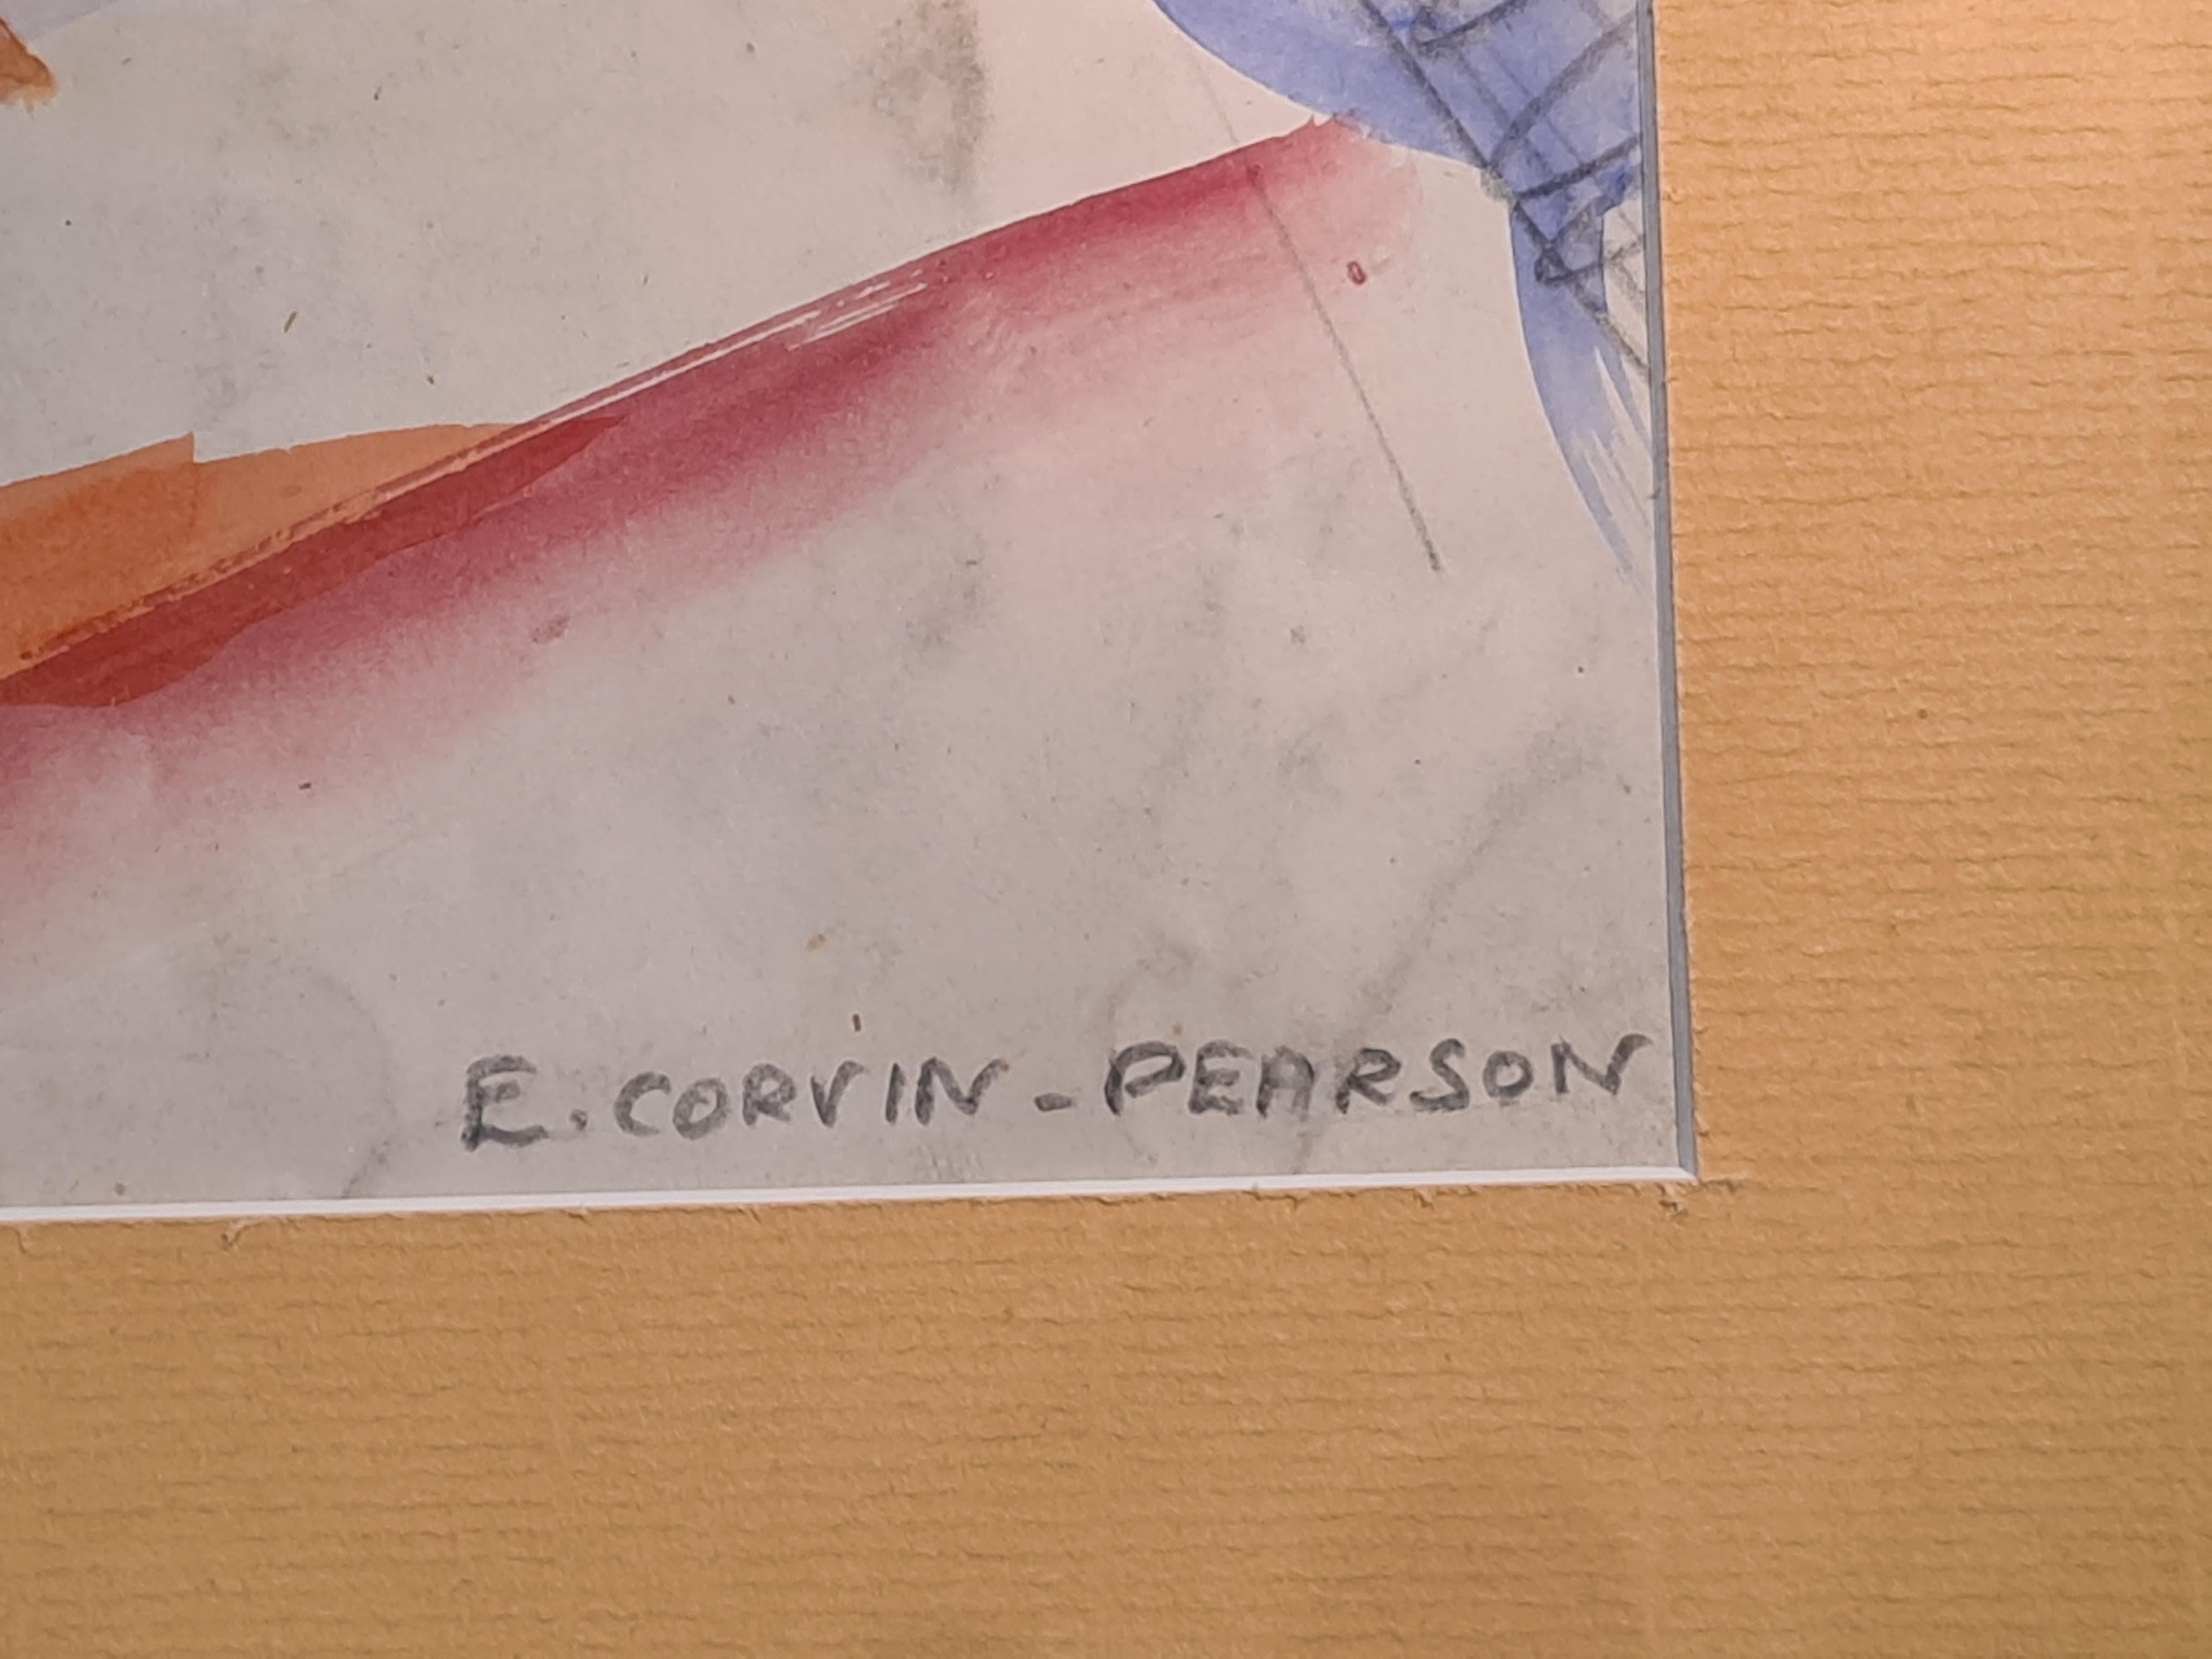 E. CORVIN - PEARSON